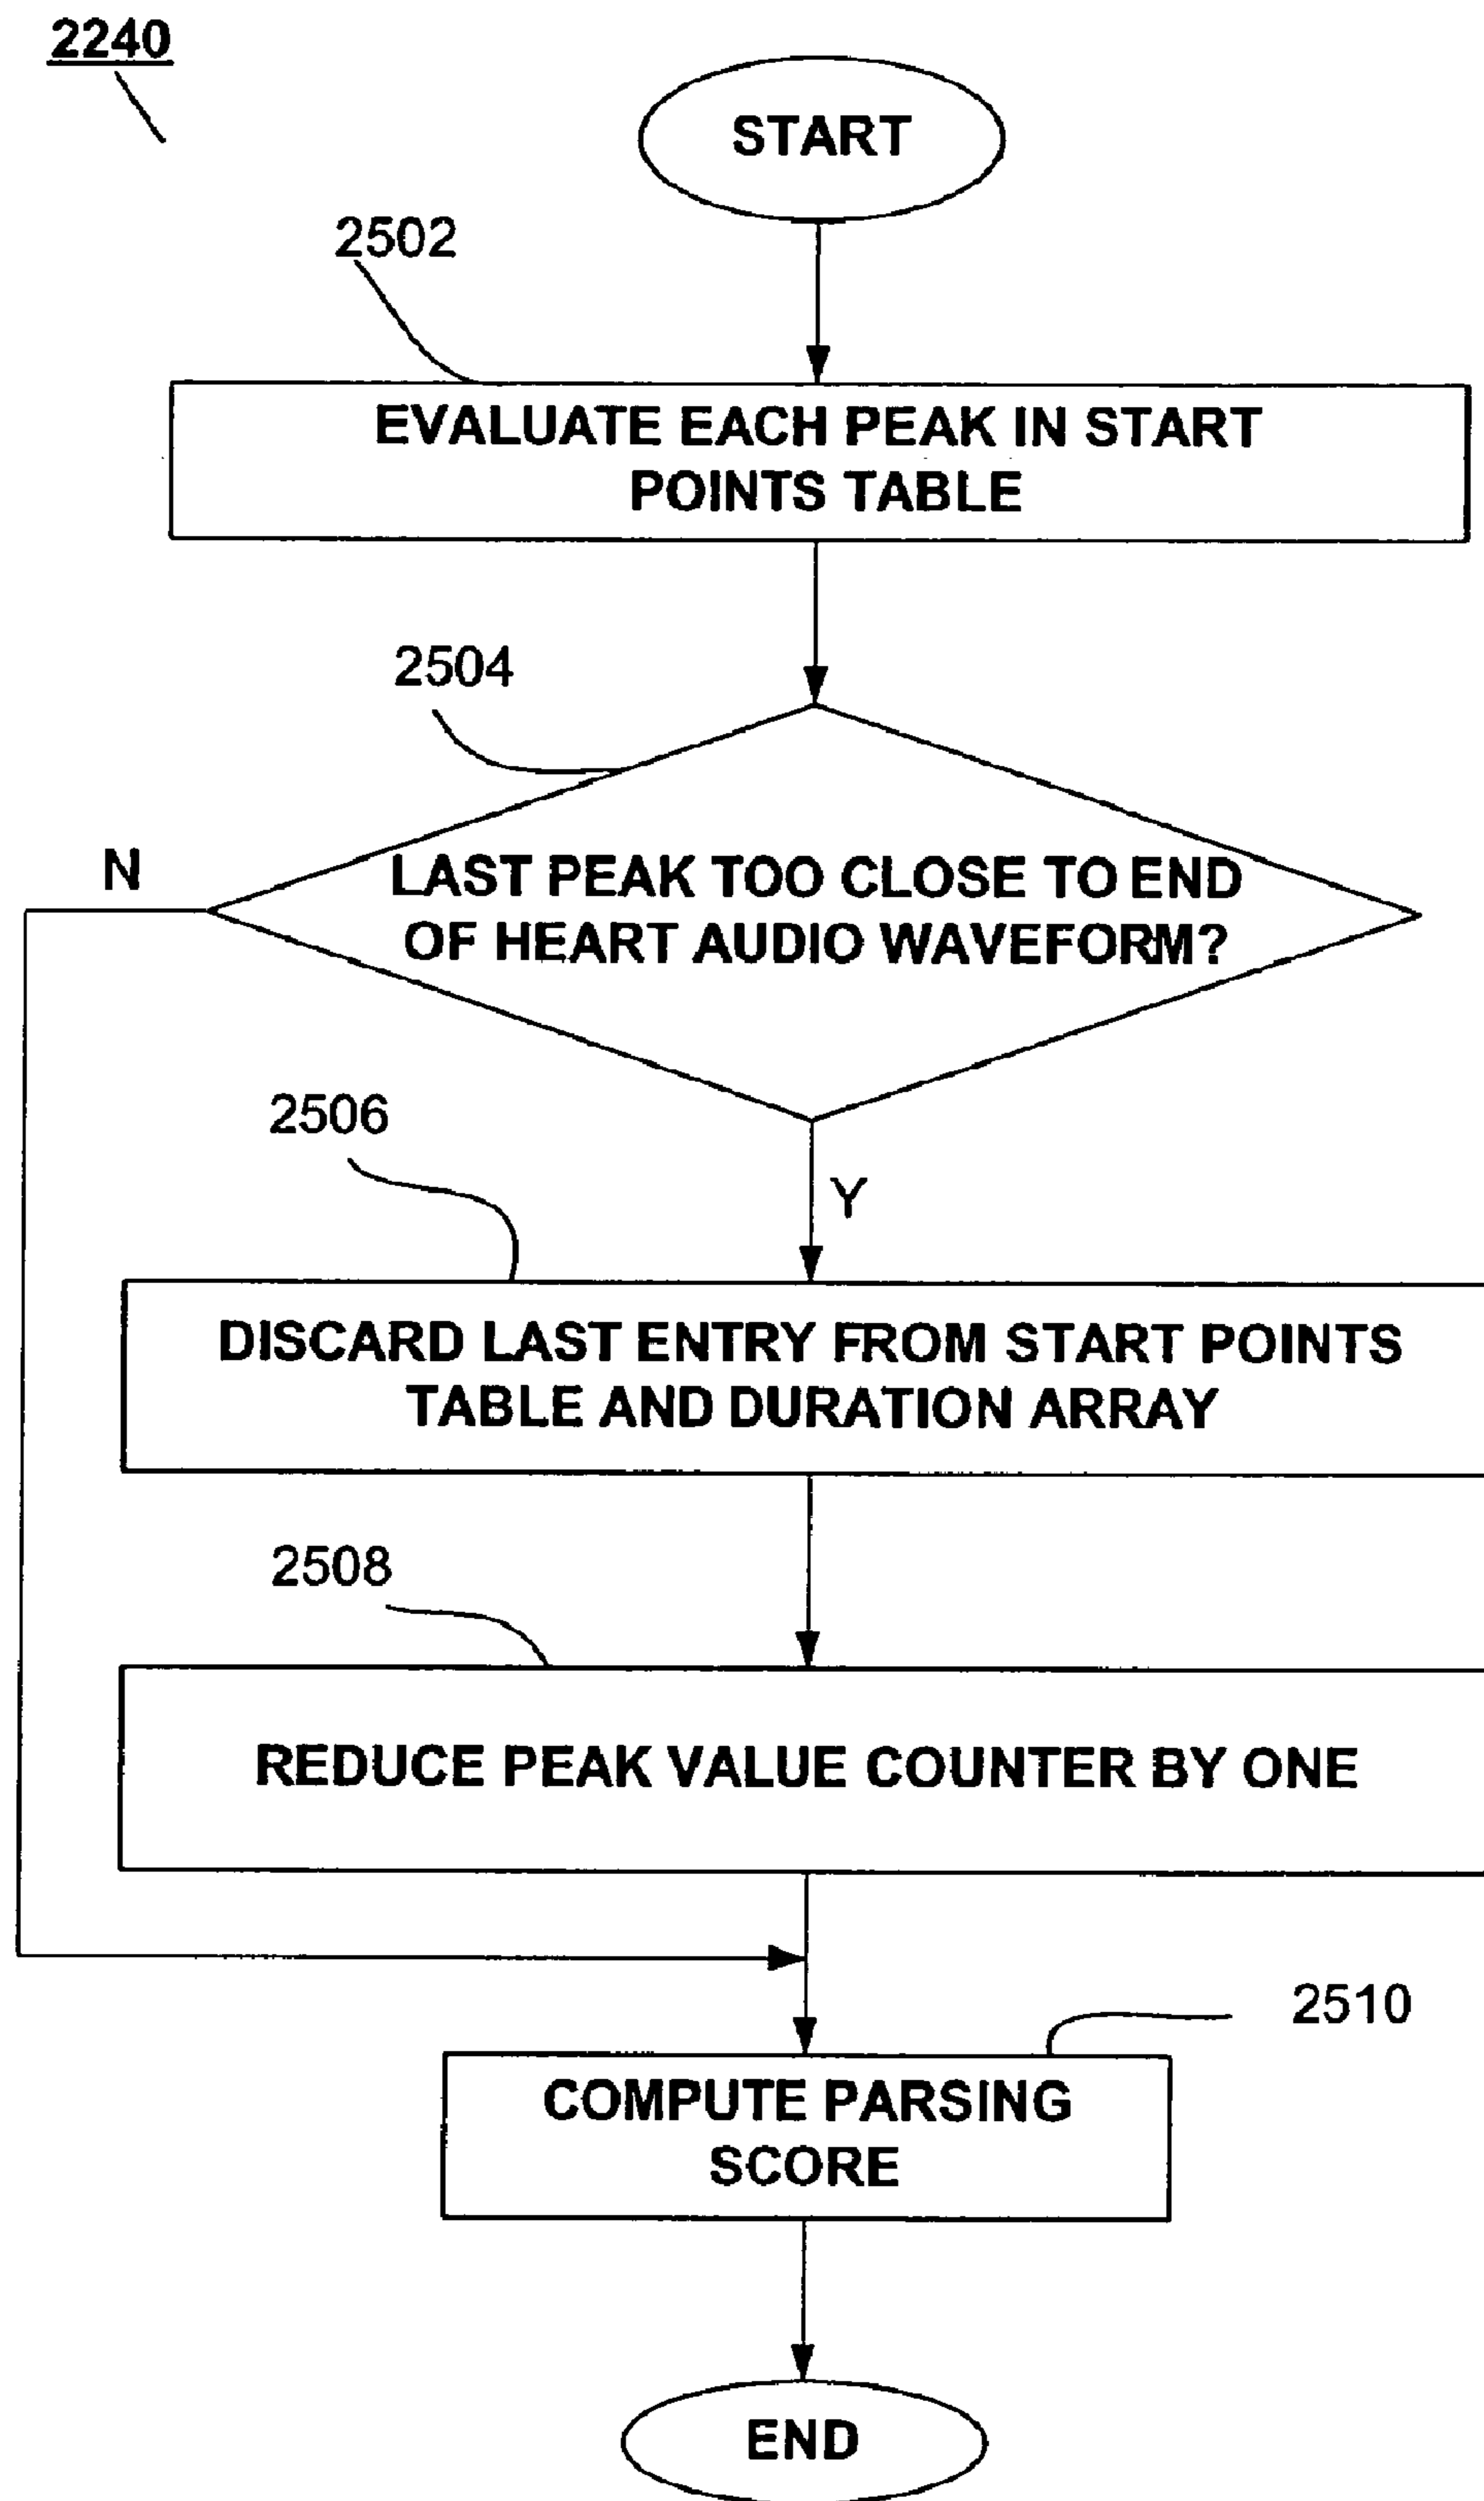 2240
START
2502
EVALUATE EACH PEAK IN START
POINTS TABLE
2504
N
LAST PEAK TOO CLOSE TO END
OF HEART AUDIO WAVEFORM?
2506
Y
DISCARD LAST ENTRY FROM START POINTS
TABLE AND DURATION ARRAY
2508
REDUCE PEAK VALUE COUNTER BY ONE
2510
COMPUTE PARSING
SCORE
END